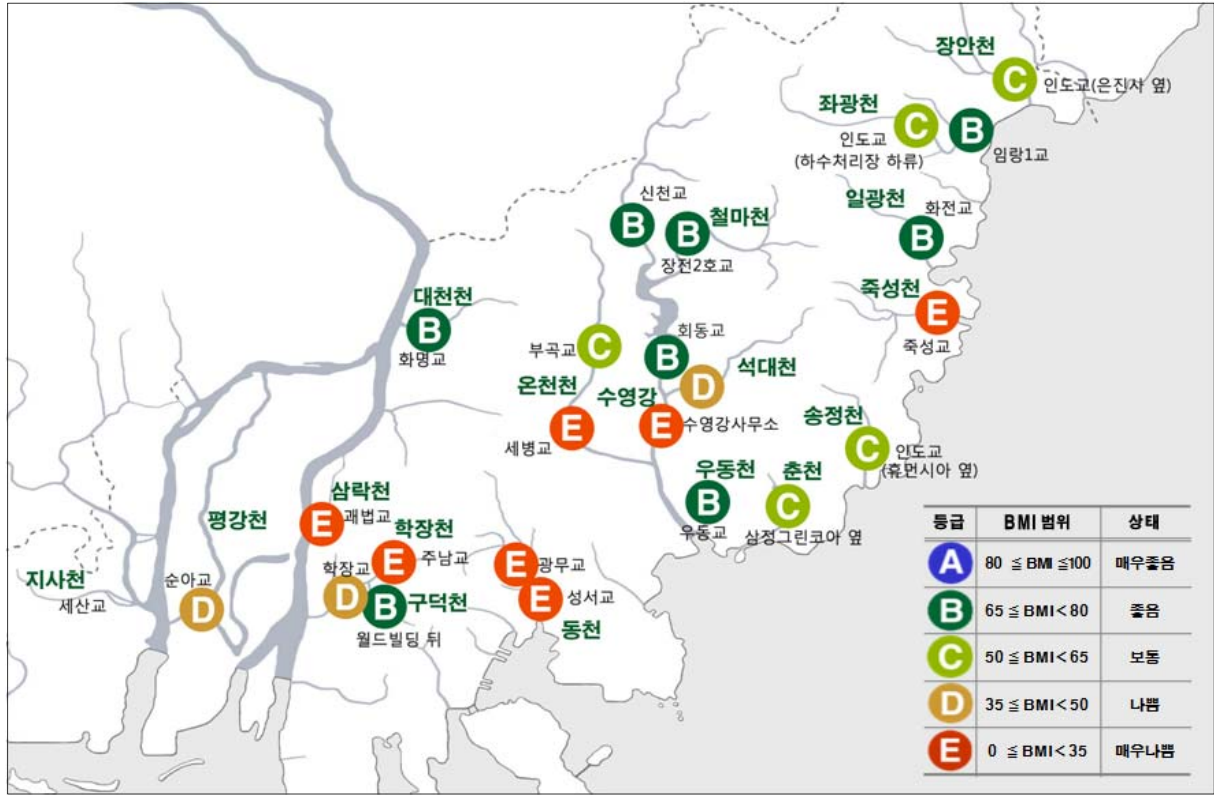 장안천
C
인도교(은진사 옆)
좌광천
C
B
인도교
(하수처리장 하류)
임랑1교
신천교
B
B
철마천
장전2호교
일광천
화전교
B
죽성천
E
죽성교
대천천
B
화명교
부곡교
C
회동교
B
석대천
D
온천천
수영강
E
세병교
E
수영강사무소
송정천
C
인도교
(휴먼시아 옆)
우동천
B
우동교
춘천
C
삼정그린코아 옆
삼락천
E
괘법교
평강천
학장천
E
주남교
학장교
D
B
구덕천
월드빌딩 뒤
E
광무교
E
성서교
동천
지사천
세산교
순아교
D
등급 BMI 범위 상태
A 80 ≦ BMI ≦100 매우좋음
B 65 ≦ BMI < 80 좋음
C 50 ≦ BMI < 65 보통
D 35 ≦ BMI < 50 나쁨
E 0 ≦ BMI < 35 매우나쁨